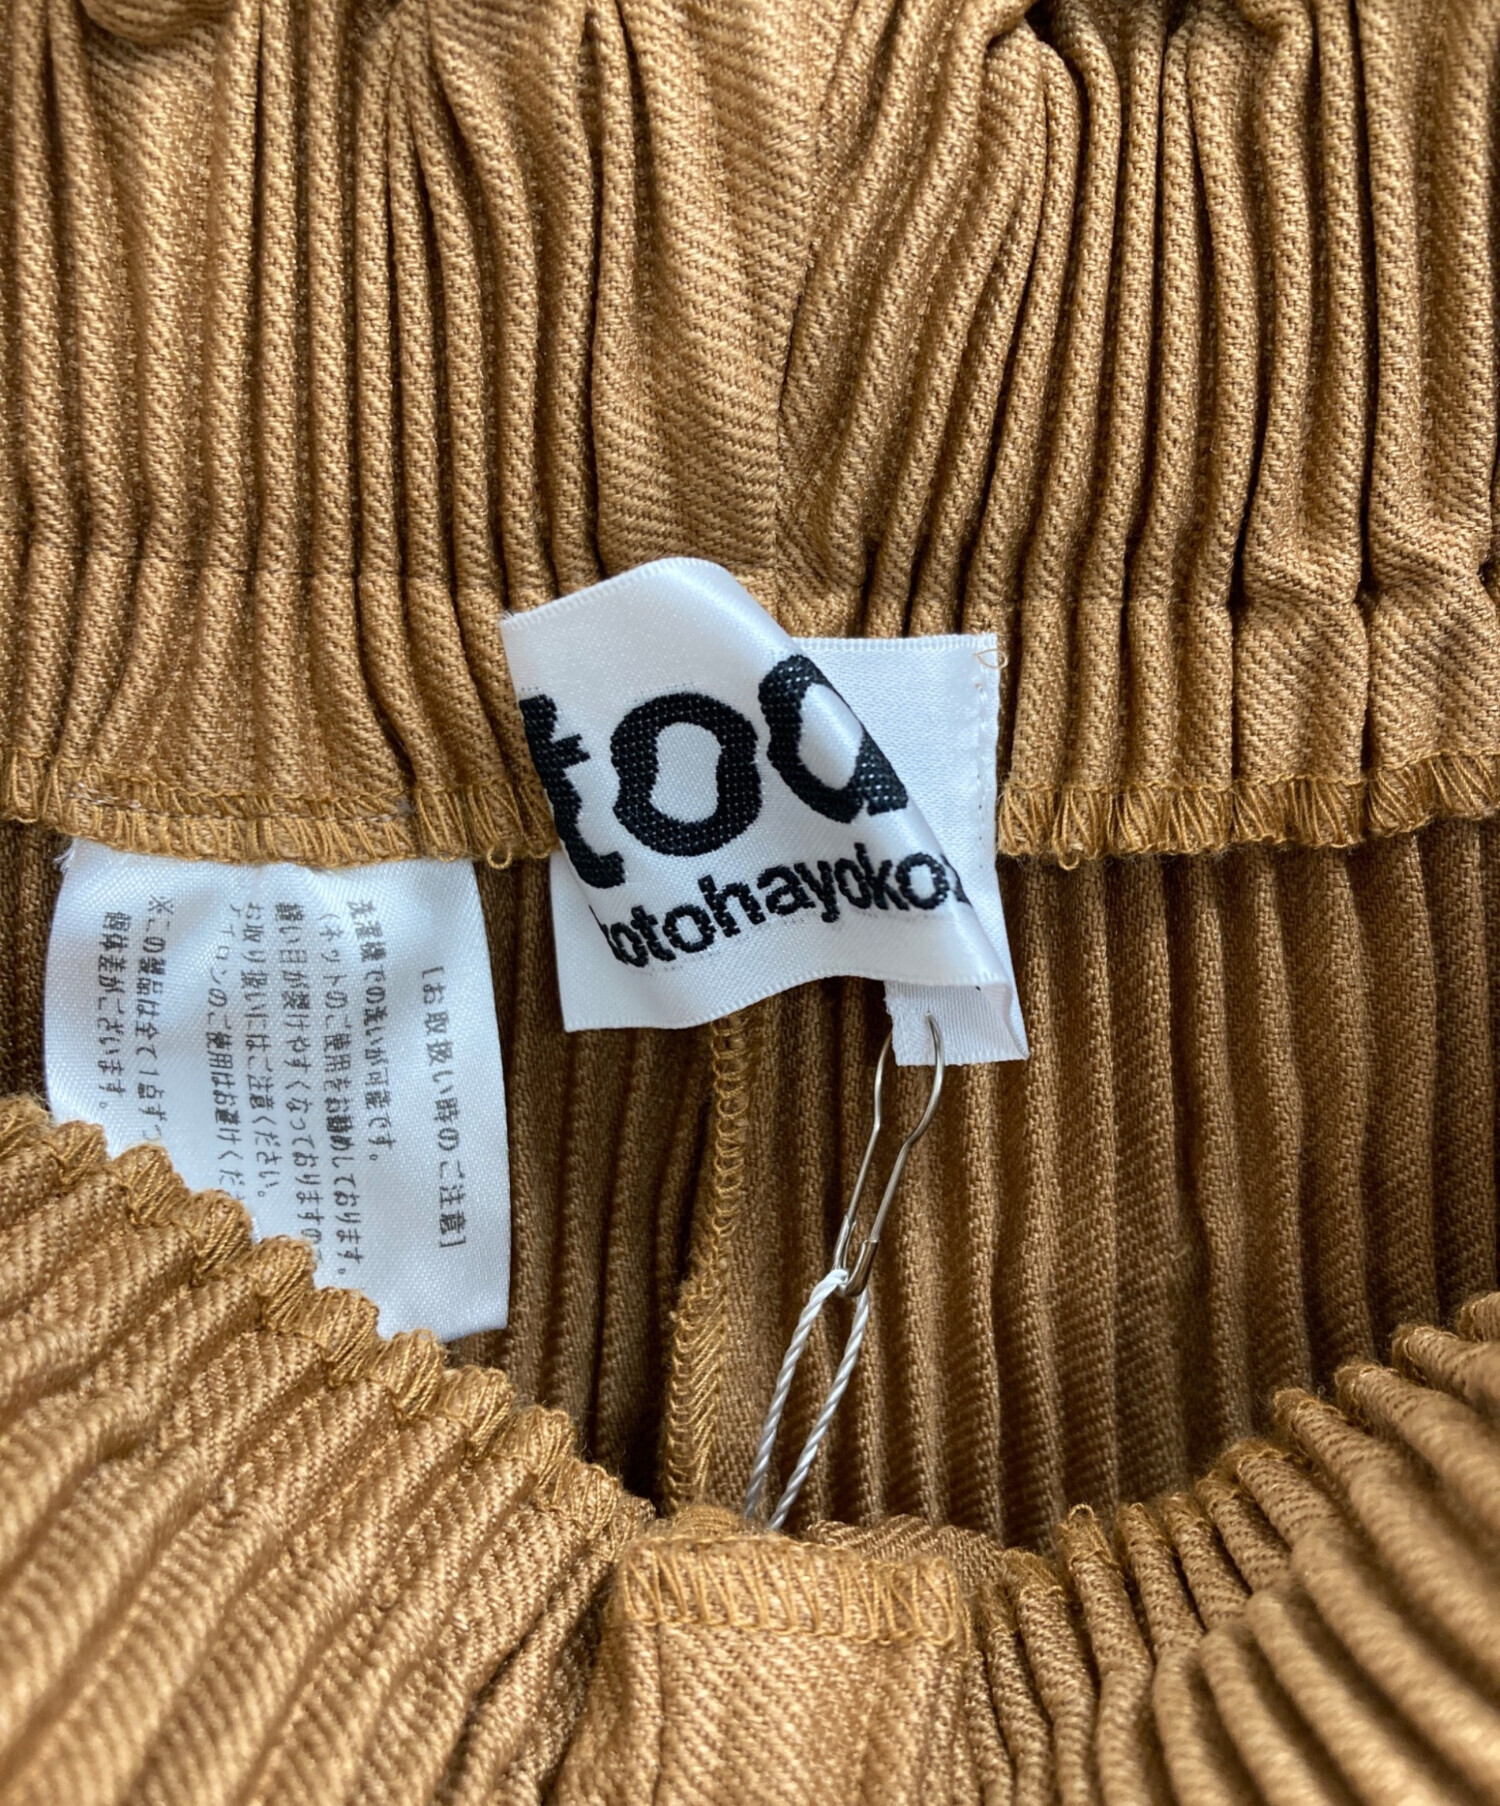 tod
kotohayokoz
[お取扱い時のご注意]
洗濯機での洗いが可能です。
(ネットのご使用をお勧めしております。
縫い目が裂けやすくなっておりますので
お取り扱いにはご注意ください。
アイロンのご使用はお避けくだ
※この製品は全て1点ずつ
個体差がございます。